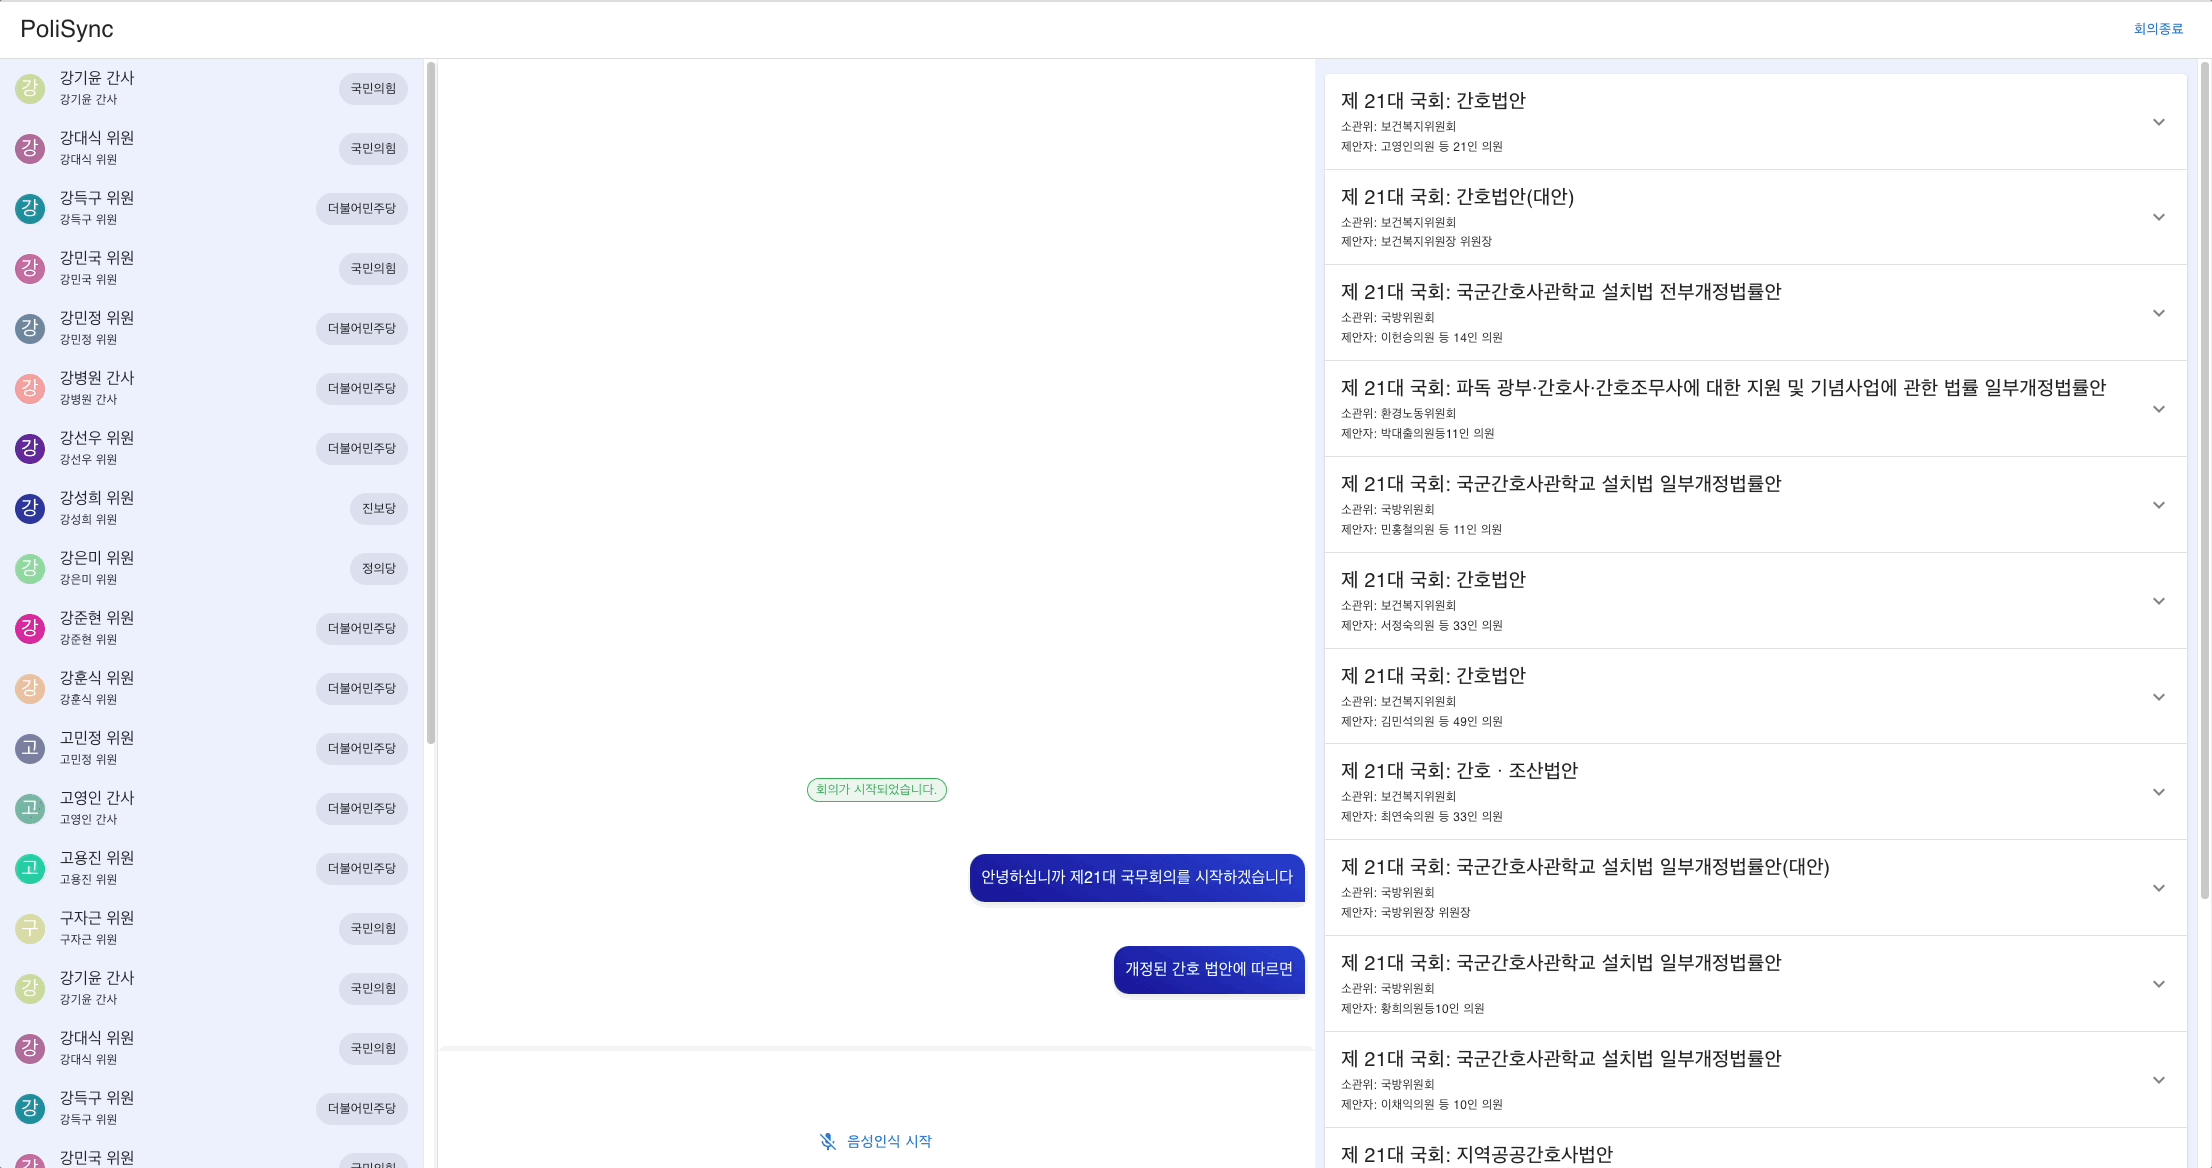 PoliSync
회의종료
강
강기윤 간사
강기윤 간사
국민의힘
강
강대식 위원
강대식 위원
국민의힘
강
강득구 위원
강득구 위원
더불어민주당
강
강민국 위원
강민국 위원
국민의힘
강
강민정 위원
강민정 위원
더불어민주당
강
강병원 간사
강병원 간사
더불어민주당
강
강선우 위원
강선우 위원
더불어민주당
강
강성희 위원
강성희 위원
진보당
강
강은미 위원
강은미 위원
정의당
강
강준현 위원
강준현 위원
더불어민주당
강
강훈식 위원
강훈식 위원
더불어민주당
고
고민정 위원
고민정 위원
더불어민주당
고
고영인 간사
고영인 간사
더불어민주당
고
고용진 위원
고용진 위원
더불어민주당
구
구자근 위원
구자근 위원
국민의힘
강
강기윤 간사
강기윤 간사
국민의힘
강
강대식 위원
강대식 위원
국민의힘
강
강득구 위원
강득구 위원
더불어민주당
강민국 위원
회의가 시작되었습니다.
안녕하십니까 제21대 국무회의를 시작하겠습니다
개정된 간호 법안에 따르면
음성인식 시작
제 21대 국회: 간호법안
소관위: 보건복지위원회
제안자: 고영인의원 등 21인 의원
제 21대 국회: 간호법안(대안)
소관위: 보건복지위원회
제안자: 보건복지위원장 위원장
제 21대 국회: 국군간호사관학교 설치법 전부개정법률안
소관위: 국방위원회
제안자: 이헌승의원 등 14인 의원
제 21대 국회: 파독 광부·간호사·간호조무사에 대한 지원 및 기념사업에 관한 법률 일부개정법률안
소관위: 환경노동위원회
제안자: 박대출의원등11인 의원
제 21대 국회: 국군간호사관학교 설치법 일부개정법률안
소관위: 국방위원회
제안자: 민홍철의원 등 11인 의원
제 21대 국회: 간호법안
소관위: 보건복지위원회
제안자: 서정숙의원 등 33인 의원
제 21대 국회: 간호법안
소관위: 보건복지위원회
제안자: 김민석의원 등 49인 의원
제 21대 국회: 간호ㆍ조산법안
소관위: 보건복지위원회
제안자: 최연숙의원 등 33인 의원
제 21대 국회: 국군간호사관학교 설치법 일부개정법률안(대안)
소관위: 국방위원회
제안자: 국방위원장 위원장
제 21대 국회: 국군간호사관학교 설치법 일부개정법률안
소관위: 국방위원회
제안자: 황희의원등10인 의원
제 21대 국회: 국군간호사관학교 설치법 일부개정법률안
소관위: 국방위원회
제안자: 이채익의원 등 10인 의원
제 21대 국회: 지역공공간호사법안